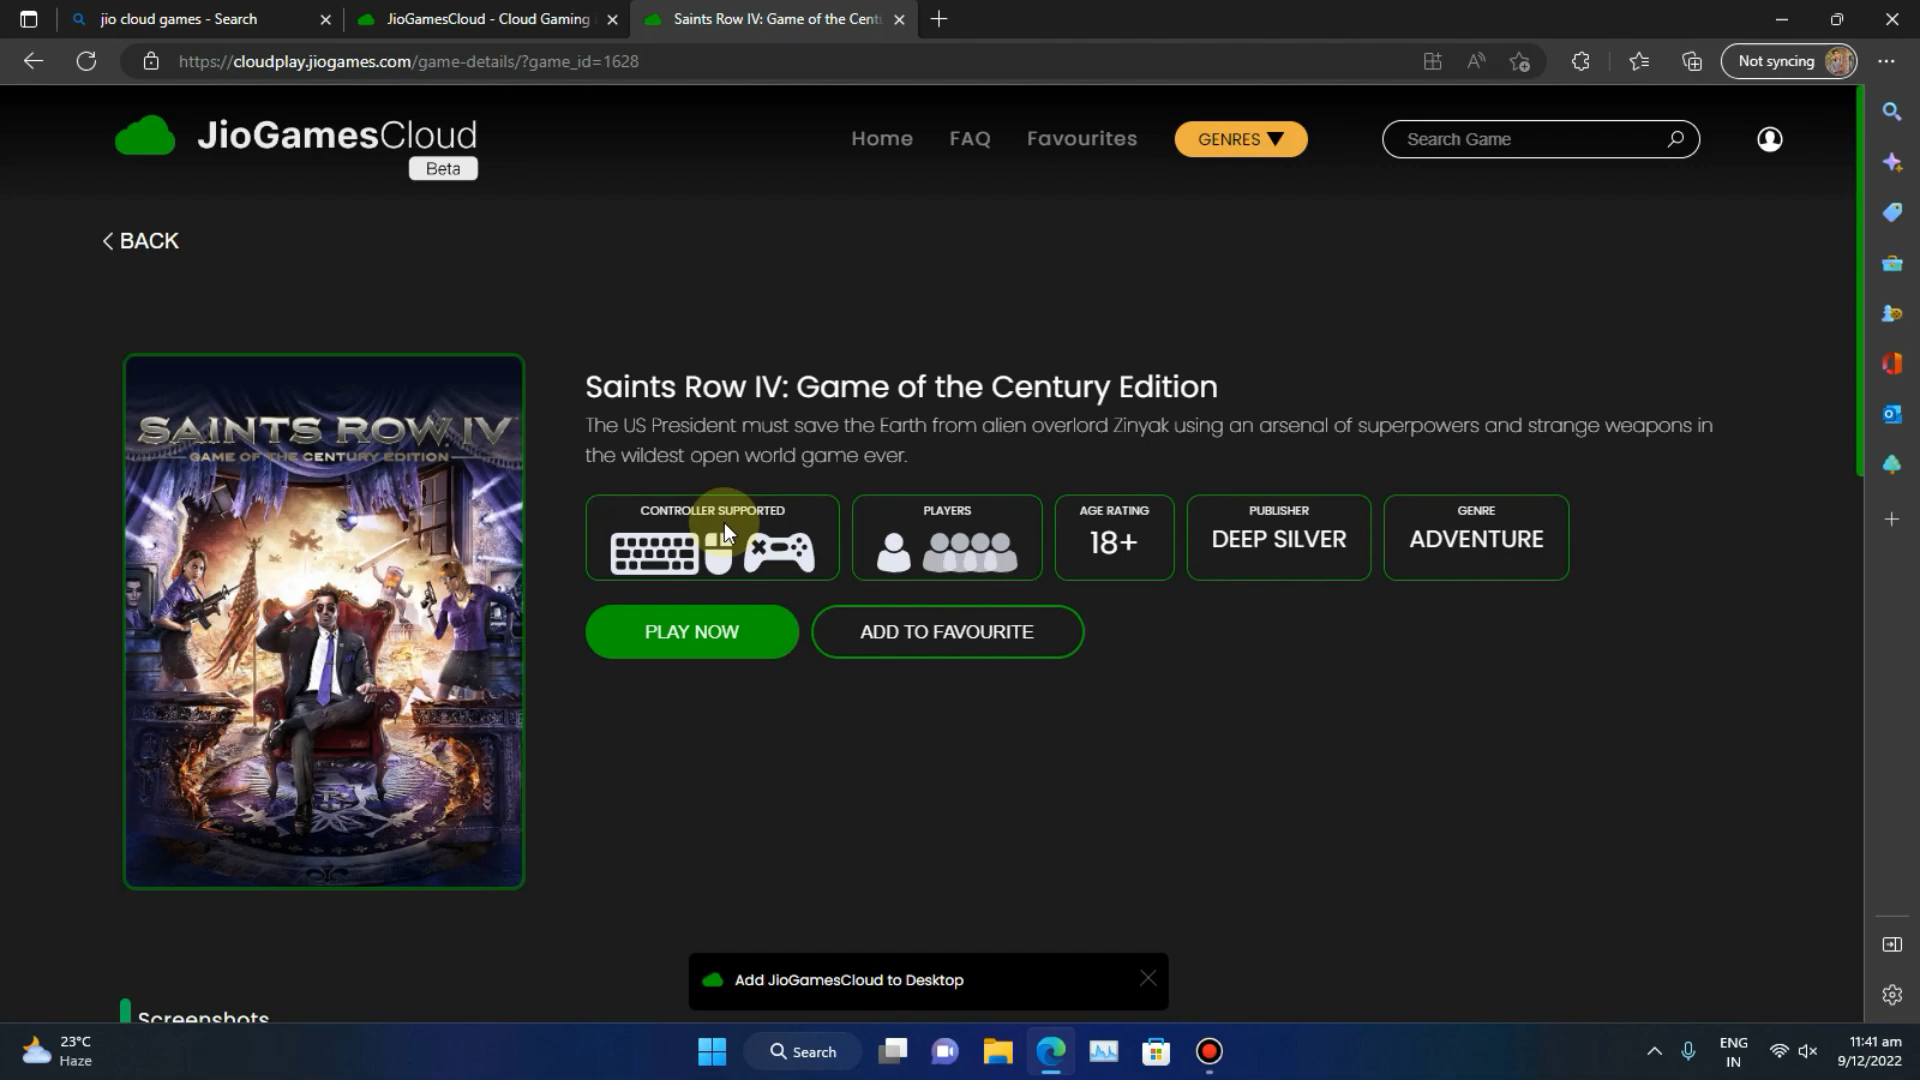 jio cloud games - Search
JioGamesCloud - Cloud Gaming
Saints Row IV: Game of the Cent
https://cloudplay.jiogames.com/game-details/?game_id=1628
Not syncing
JioGamesCloud
Beta
Home
FAQ
Favourites
GENRES ▼
Search Game
BACK
SAINTS ROW IV
GAME OF THE CENTURY EDITION
Saints Row IV: Game of the Century Edition
The US President must save the Earth from alien overlord Zinyak using an arsenal of superpowers and strange weapons in
the wildest open world game ever.
CONTROLLER SUPPORTED
PLAYERS
AGE RATING
18+
PUBLISHER
DEEP SILVER
GENRE
ADVENTURE
PLAY NOW
ADD TO FAVOURITE
Add JioGamesCloud to Desktop
Screenshots
23°C
Haze
Search
ENG
IN
11:41 am
9/12/2022